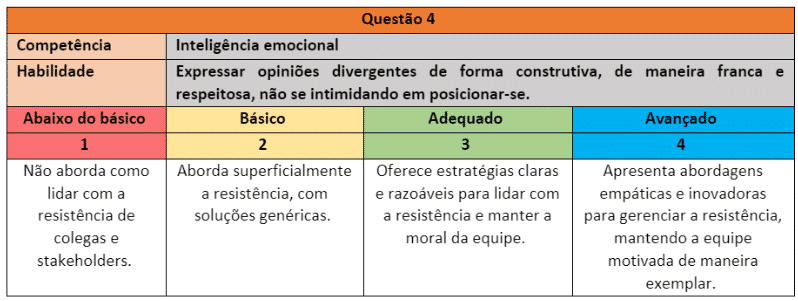 Questão 4
Competência Inteligência emocional
Habilidade Expressar opiniões divergentes de forma construtiva, de maneira franca e
respeitosa, não se intimidando em posicionar-se.
Abaixo do básico Básico Adequado Avançado
1 2 3 4
Não aborda como
lidar com a
resistência de
colegas e
stakeholders.
Aborda superficialmente
a resistência, com
soluções genéricas.
Oferece estratégias claras
e razoáveis para lidar com
a resistência e manter a
moral da equipe.
Apresenta abordagens
empáticas e inovadoras
para gerenciar a resistência,
mantendo a equipe
motivada de maneira
exemplar.